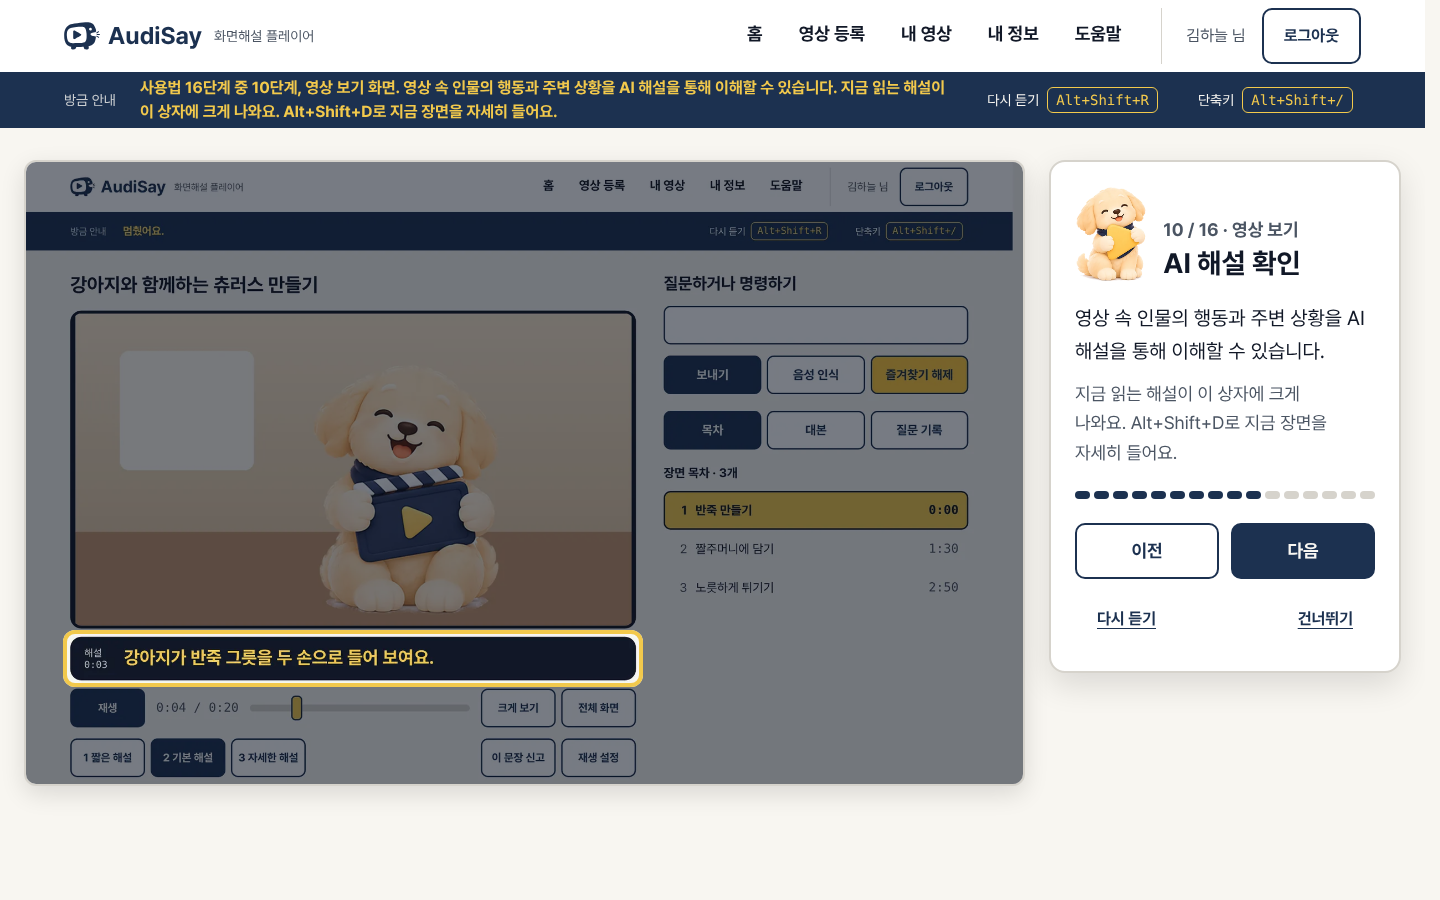 AudiSay 화면해설 플레이어
홈 영상 등록 내 영상 내 정보 도움말 김하늘 님 로그아웃
방금 안내
사용법 16단계 중 10단계, 영상 보기 화면. 영상 속 인물의 행동과 주변 상황을 AI 해설을 통해 이해할 수 있습니다. 지금 읽는 해설이
이 상자에 크게 나와요. Alt+Shift+D로 지금 장면을 자세히 들어요.
다시 듣기 Alt+Shift+R 단축키 Alt+Shift+/
AudiSay 화면해설 플레이어
홈 영상 등록 내 영상 내 정보 도움말 김하늘 님 로그아웃
방금 안내 멈췄어요. 다시 듣기 Alt+Shift+R 단축키 Alt+Shift+/
강아지와 함께하는 츄러스 만들기
해설
0:03
강아지가 반죽 그릇을 두 손으로 들어 보여요.
재생 0:04 / 0:20 크게 보기 전체 화면
1 짧은 해설 2 기본 해설 3 자세한 해설 이 문장 신고 재생 설정
질문하거나 명령하기
보내기 음성 인식 즐겨찾기 해제
목차 대본 질문 기록
장면 목차 · 3개
1 반죽 만들기 0:00
2 짤주머니에 담기 1:30
3 노릇하게 튀기기 2:50
10 / 16 · 영상 보기
AI 해설 확인
영상 속 인물의 행동과 주변 상황을 AI
해설을 통해 이해할 수 있습니다.
지금 읽는 해설이 이 상자에 크게
나와요. Alt+Shift+D로 지금 장면을
자세히 들어요.
이전 다음
다시 듣기 건너뛰기